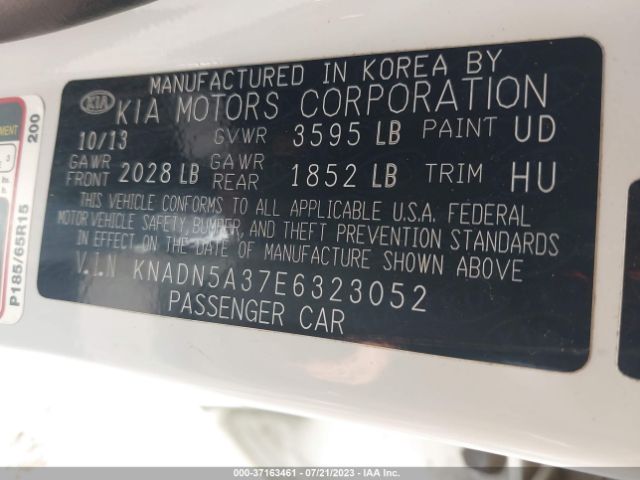 MANUFACTURED IN KOREA BY
KIA KIA MOTORS CORPORATION
10/13 GVWR 3595 LB PAINT UD
GAWR FRONT 2028 LB GAWR REAR 1852 LB TRIM HU
THIS VEHICLE CONFORMS TO ALL APPLICABLE U.S.A. FEDERAL
MOTOR VEHICLE SAFETY, BUMPER, AND THEFT PREVENTION STANDARDS
IN EFFECT ON THE DATE OF MANUFACTURE SHOWN ABOVE
V.I.N KNADN5A37E6323052
PASSENGER CAR
P185/65R15
200
000-37163461 - 07/21/2023 - IAA Inc.